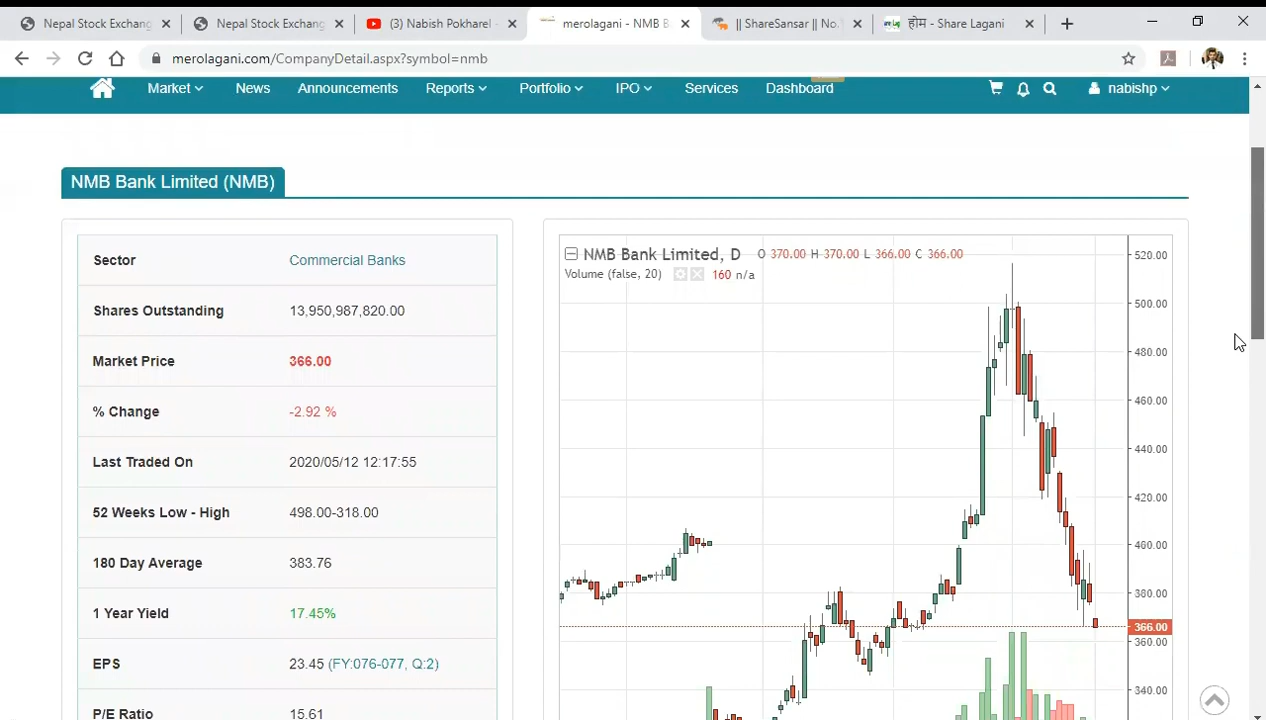 Nepal Stock Exchang
Nepal Stock Exchang
(3) Nabish Pokharel -
merolagani - NMB B
|| ShareSansar || No.
होम - Share Lagani
merolagani.com/CompanyDetail.aspx?symbol=nmb
Market
News
Announcements
Reports
Portfolio
IPO
Services
Dashboard
nabishp
NMB Bank Limited (NMB)
Sector Commercial Banks
Shares Outstanding 13,950,987,820.00
Market Price 366.00
% Change -2.92 %
Last Traded On 2020/05/12 12:17:55
52 Weeks Low - High 498.00-318.00
180 Day Average 383.76
1 Year Yield 17.45%
EPS 23.45 (FY:076-077, Q:2)
P/E Ratio 15.61
NMB Bank Limited, D O 370.00 H 370.00 L 366.00 C 366.00
Volume (false, 20) 160 n/a
520.00
500.00
480.00
460.00
440.00
420.00
400.00
380.00
366.00
360.00
340.00